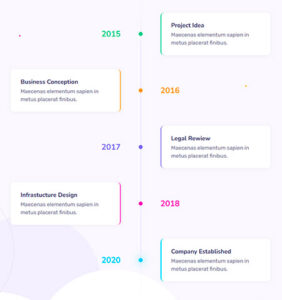 2015
Project Idea
Maecenas elementum sapien in
metus placerat finibus.
Business Conception
Maecenas elementum sapien in
metus placerat finibus.
2016
2017
Legal Rewiew
Maecenas elementum sapien in
metus placerat finibus.
Infrastucture Design
Maecenas elementum sapien in
metus placerat finibus.
2018
2020
Company Established
Maecenas elementum sapien in
metus placerat finibus.